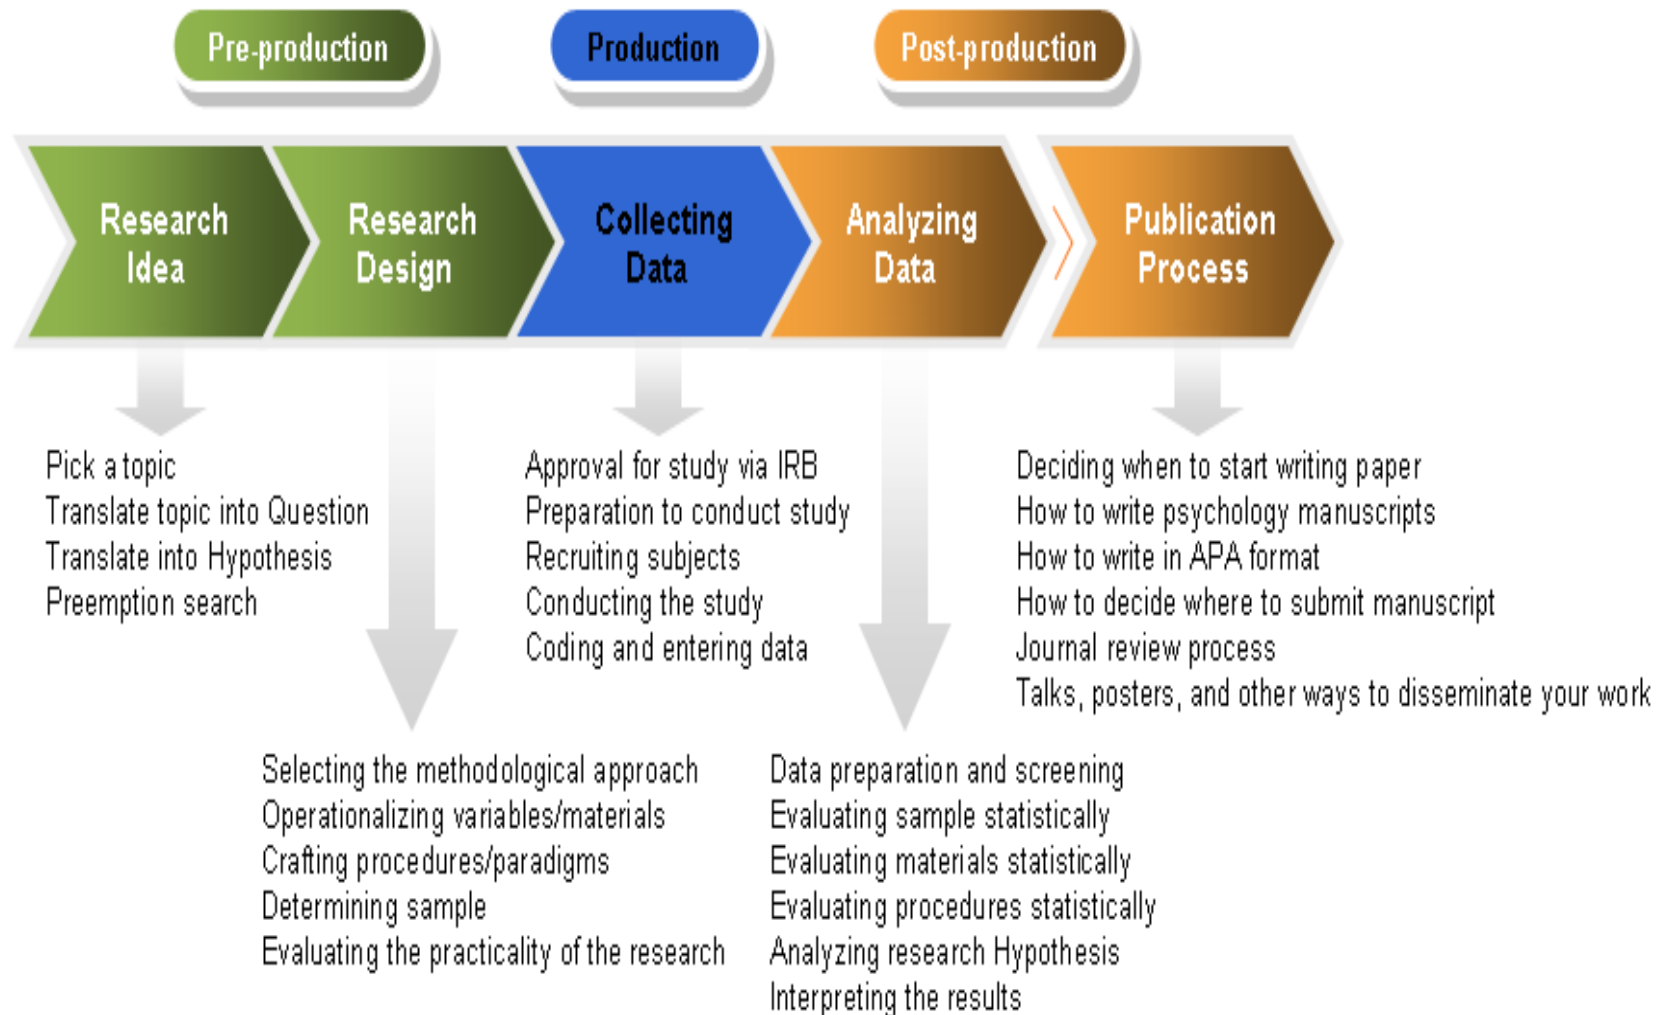 Pre-production
Production
Post-production
Research
Idea
Research
Design
Collecting
Data
Analyzing
Data
Publication
Process
Pick a topic
Translate topic into Question
Translate into Hypothesis
Preemption search
Selecting the methodological approach
Operationalizing variables/materials
Crafting procedures/paradigms
Determining sample
Evaluating the practicality of the research
Approval for study via IRB
Preparation to conduct study
Recruiting subjects
Conducting the study
Coding and entering data
Data preparation and screening
Evaluating sample statistically
Evaluating materials statistically
Evaluating procedures statistically
Analyzing research Hypothesis
Interpreting the results
Deciding when to start writing paper
How to write psychology manuscripts
How to write in APA format
How to decide where to submit manuscript
Journal review process
Talks, posters, and other ways to disseminate your work